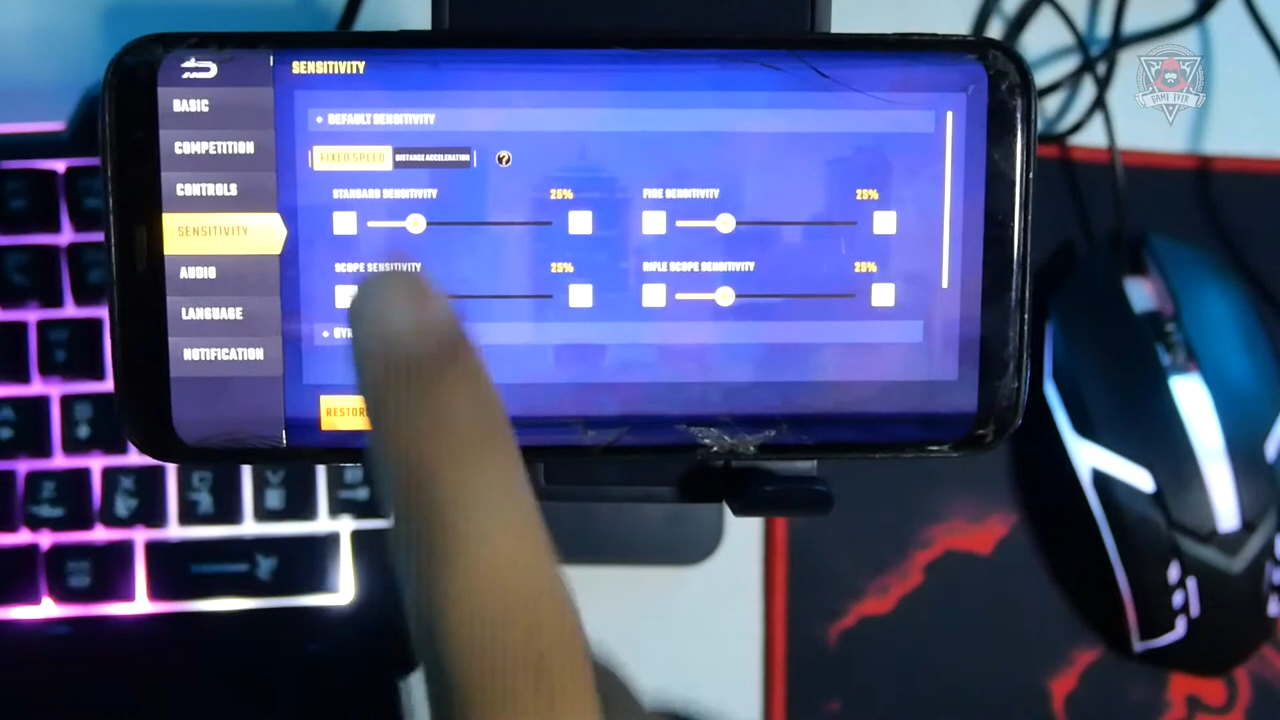 SENSITIVITY
BASIC
COMPETITION
CONTROLS
SENSITIVITY
AUDIO
LANGUAGE
NOTIFICATION
DEFAULT SENSITIVITY
FIXED SPEED
DISTANCE ACCELERATION
?
STANDARD SENSITIVITY 25%
FIRE SENSITIVITY 25%
SCOPE SENSITIVITY 25%
RIFLE SCOPE SENSITIVITY 25%
GAME EVER